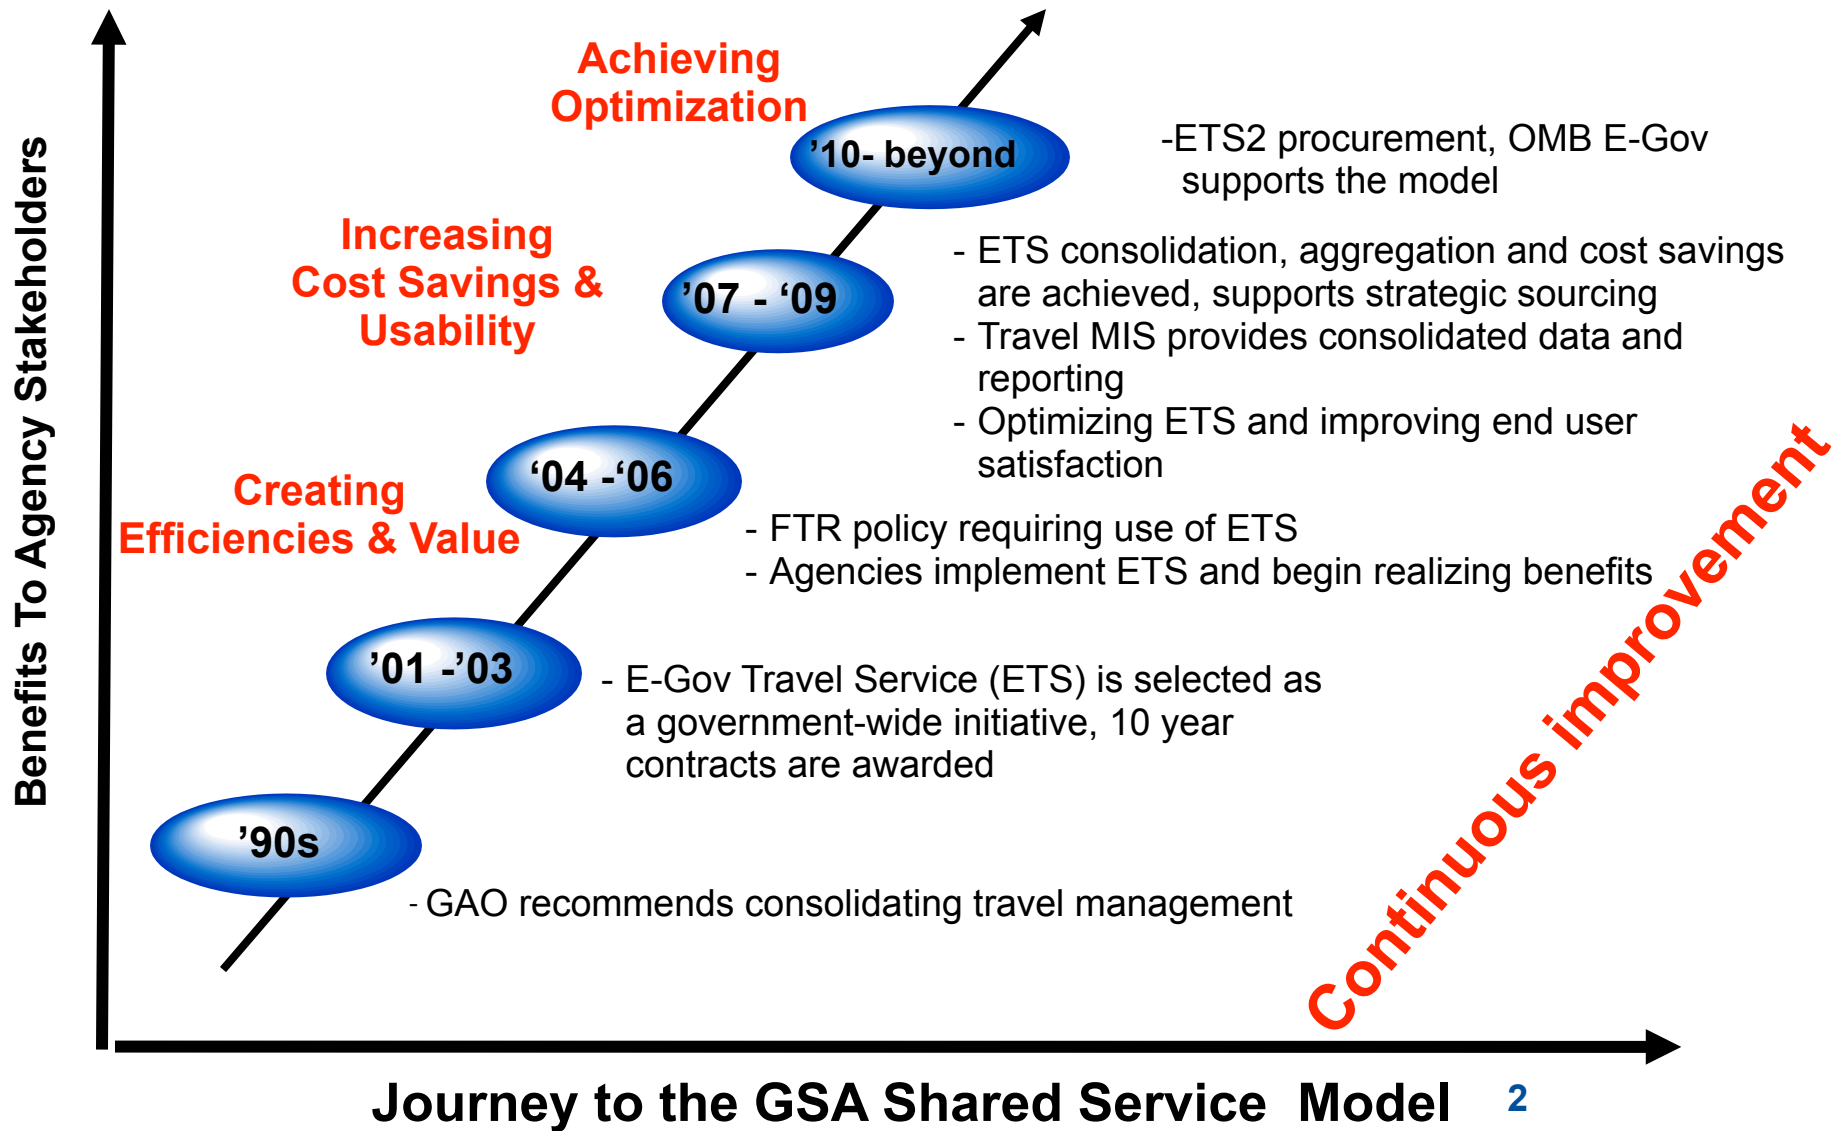 Achieving
Optimization
’10- beyond
-ETS2 procurement, OMB E-Gov
supports the model
Increasing
Cost Savings &
Usability
’07 - ‘09
- ETS consolidation, aggregation and cost savings
are achieved, supports strategic sourcing
- Travel MIS provides consolidated data and
reporting
- Optimizing ETS and improving end user
satisfaction
Creating
Efficiencies & Value
‘04 -‘06
- FTR policy requiring use of ETS
- Agencies implement ETS and begin realizing benefits
’01 -’03
- E-Gov Travel Service (ETS) is selected as
a government-wide initiative, 10 year
contracts are awarded
’90s
- GAO recommends consolidating travel management
Benefits To Agency Stakeholders
Continuous improvement
Journey to the GSA Shared Service Model
2